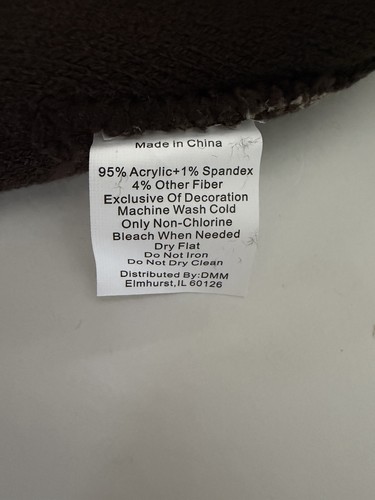 Made in China
95% Acrylic+1% Spandex
4% Other Fiber
Exclusive Of Decoration
Machine Wash Cold
Only Non-Chlorine
Bleach When Needed
Dry Flat
Do Not Iron
Do Not Dry Clean
Distributed By:DMM
Elmhurst,IL 60126